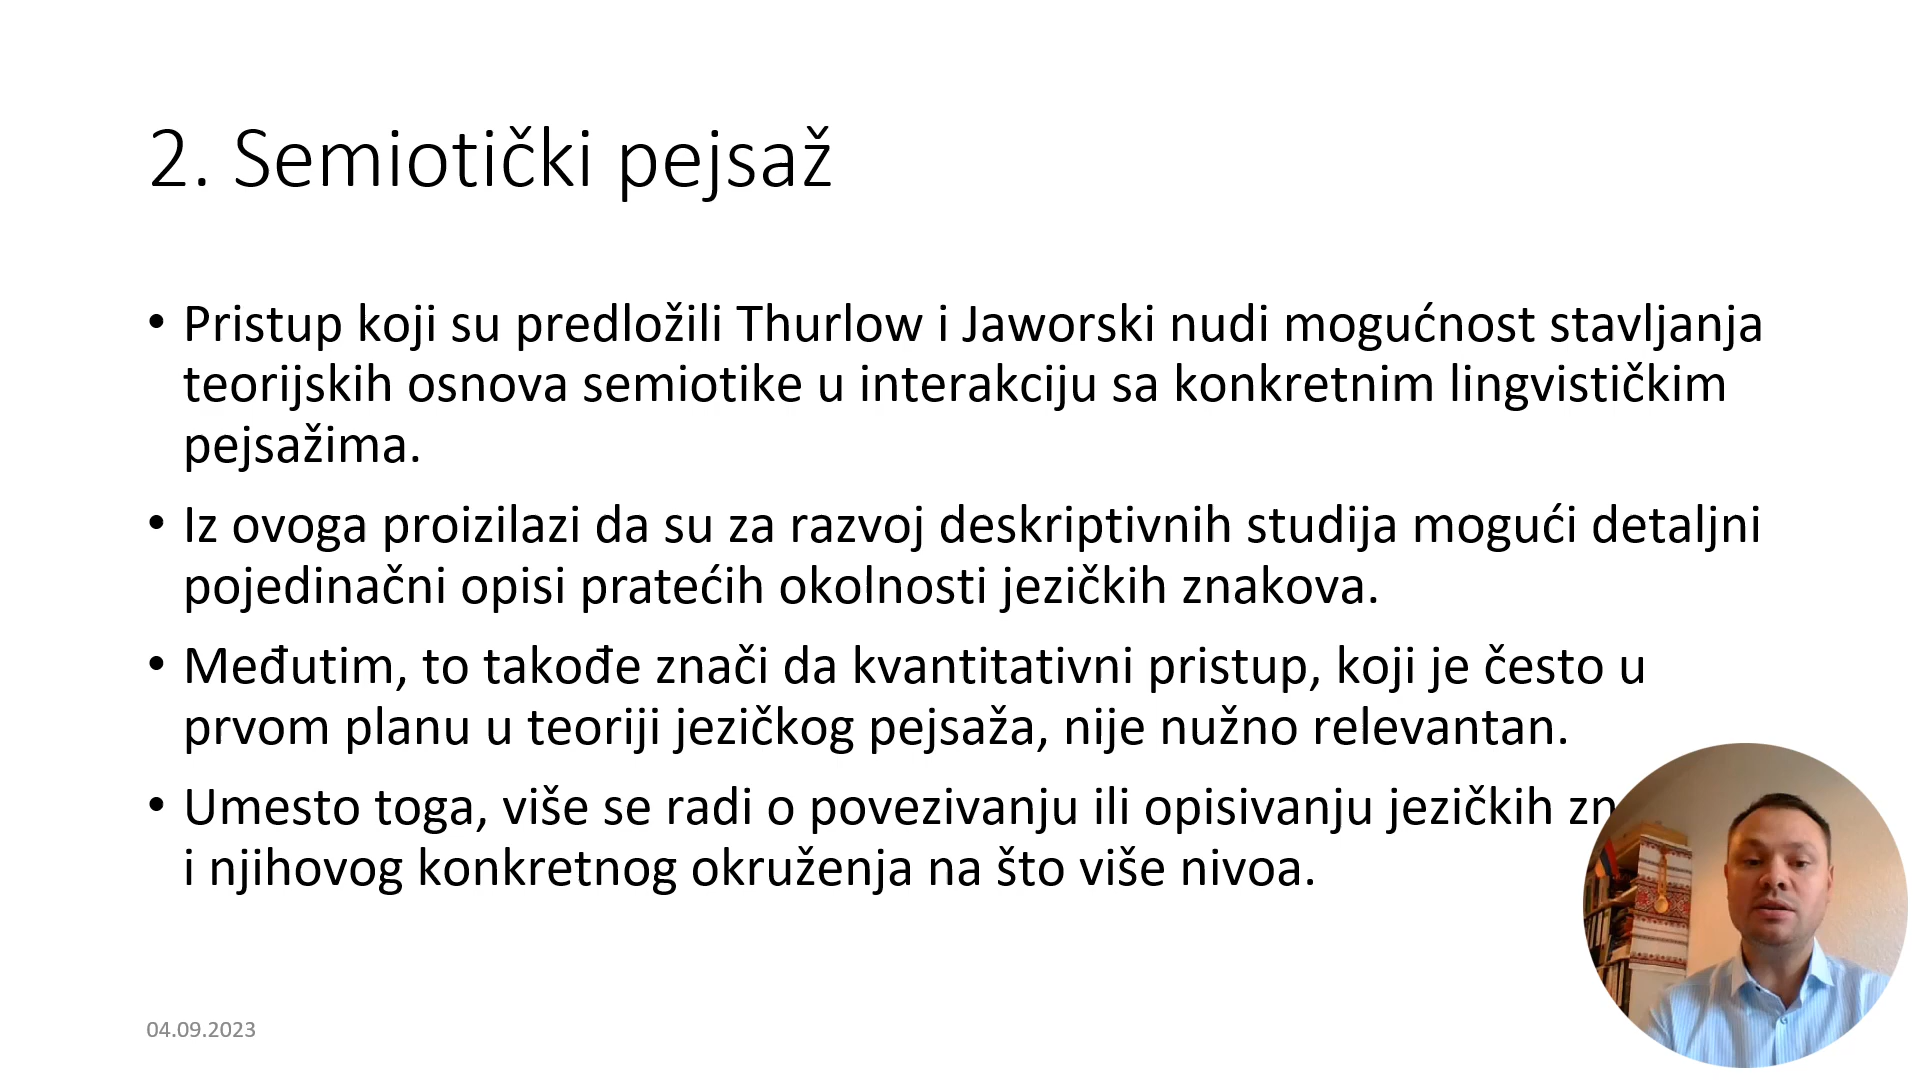 2. Semiotički pejsaž
• Pristup koji su predložili Thurlow i Jaworski nudi mogućnost stavljanja
teorijskih osnova semiotike u interakciju sa konkretnim lingvističkim
pejsažima.
• Iz ovoga proizilazi da su za razvoj deskriptivnih studija mogući detaljni
pojedinačni opisi pratećih okolnosti jezičkih znakova.
• Međutim, to takođe znači da kvantitativni pristup, koji je često u
prvom planu u teoriji jezičkog pejsaža, nije nužno relevantan.
• Umesto toga, više se radi o povezivanju ili opisivanju jezičkih
i njihovog konkretnog okruženja na što više nivoa.
04.09.2023